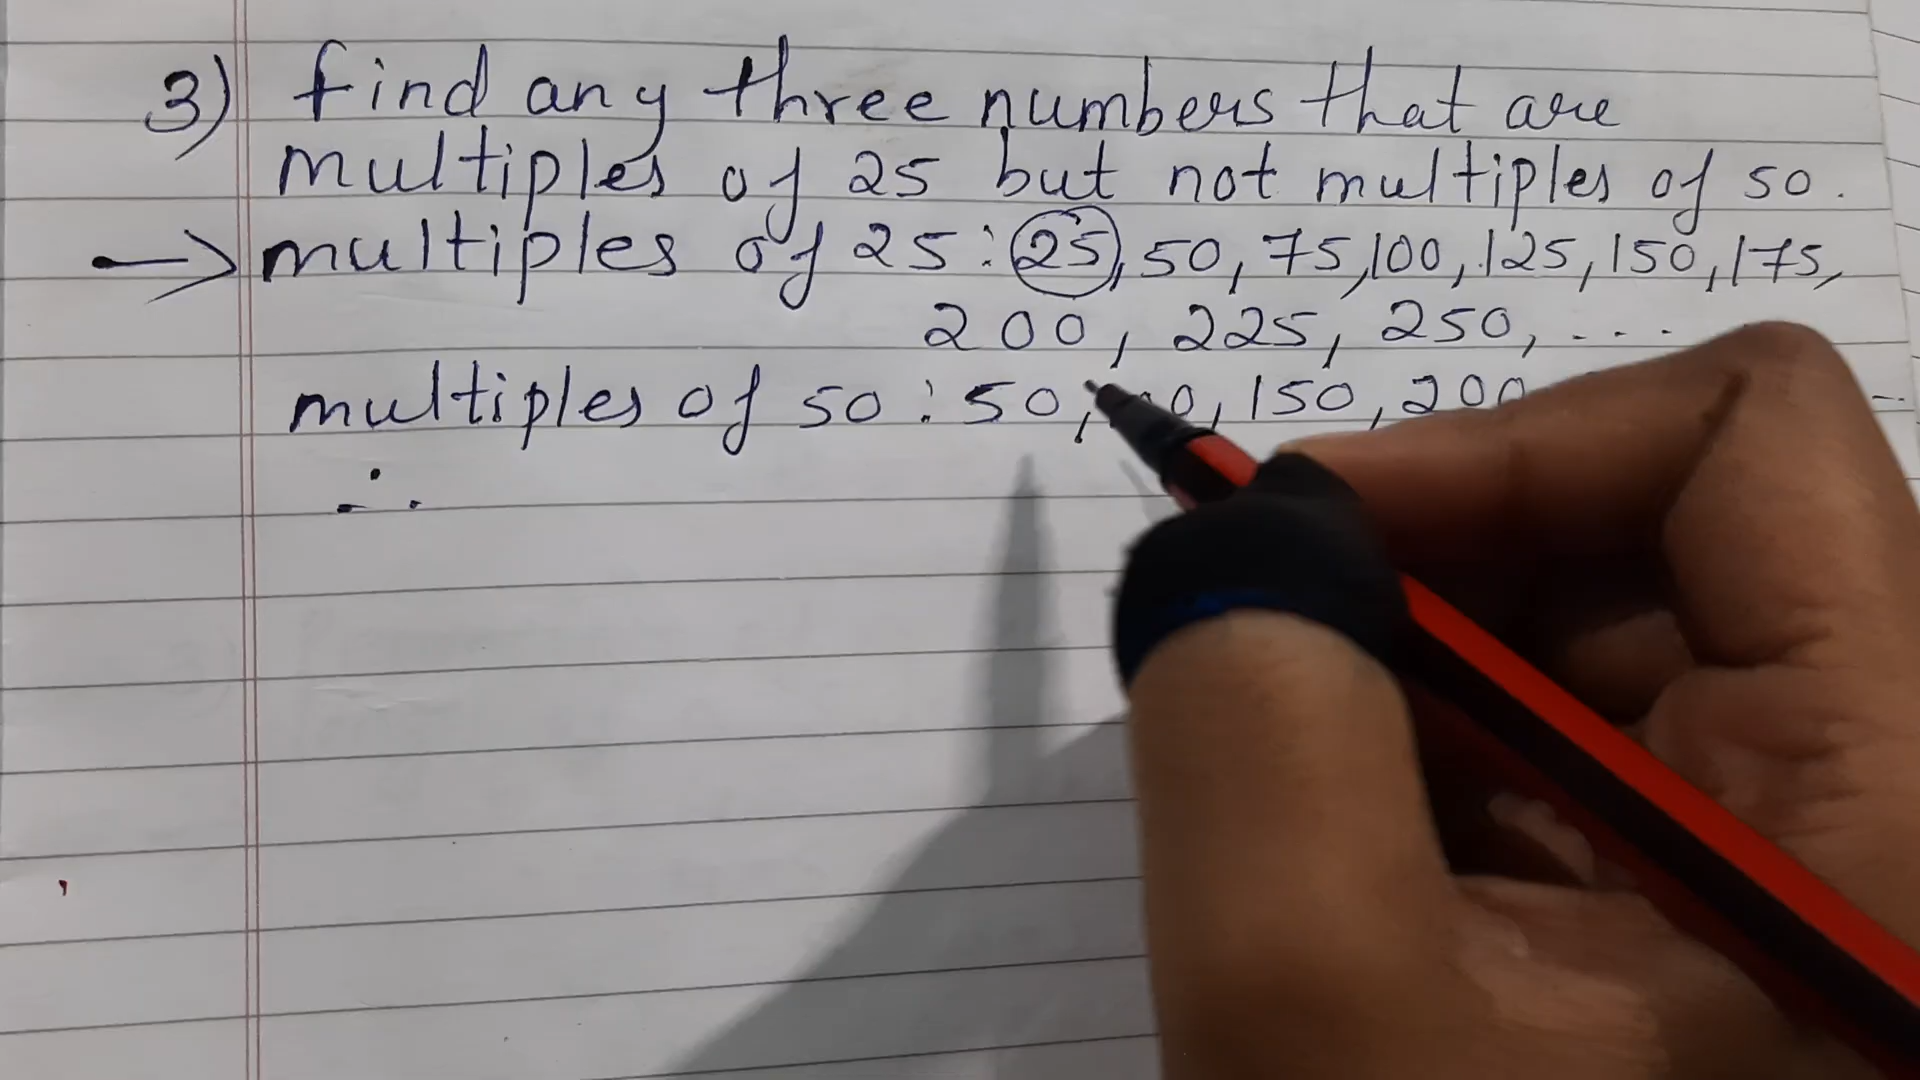 3) find any three numbers that are
multiples of 25 but not multiples of 50.
→ multiples of 25 : 25, 50, 75, 100, 125, 150, 175,
200, 225, 250, ...
multiples of 50 : 50, 150, 200
∴